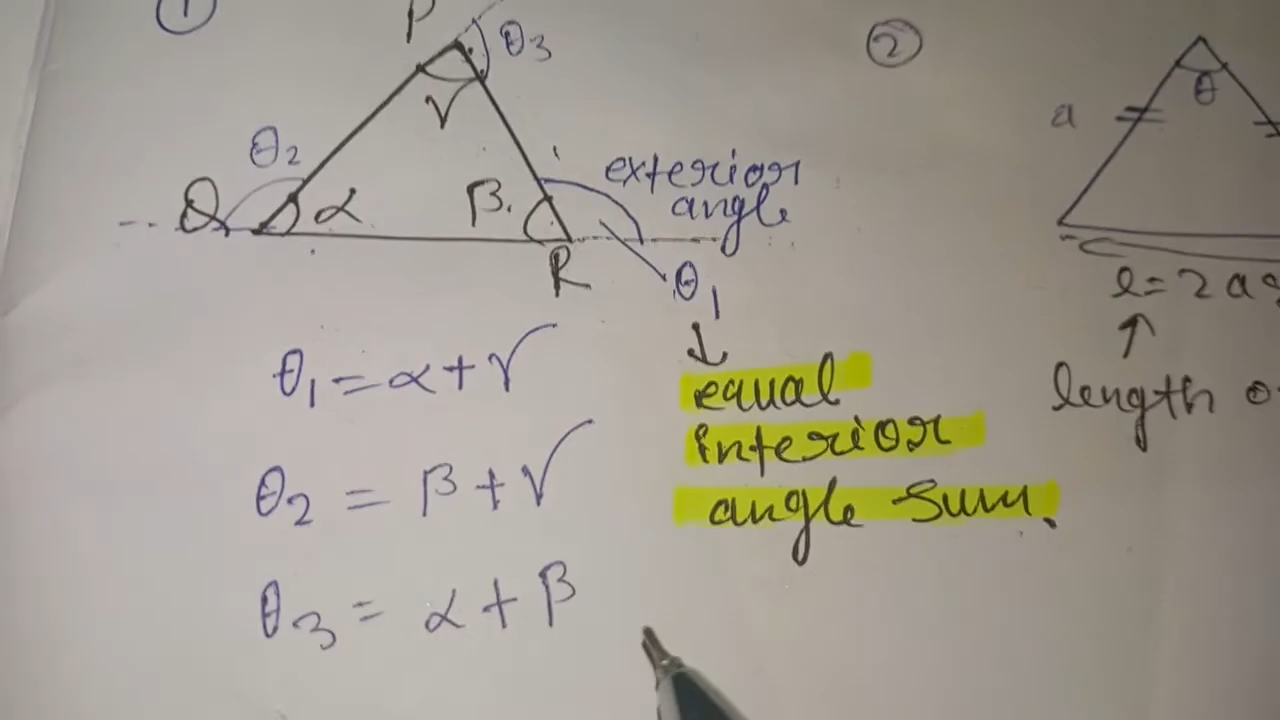 1
P
θ3
γ
θ2
Q
α
β
R
exterior
angle
θ1
equal
interior
angle sum.
θ1 = α + γ
θ2 = β + γ
θ3 = α + β
2
θ
a
l = 2a
length